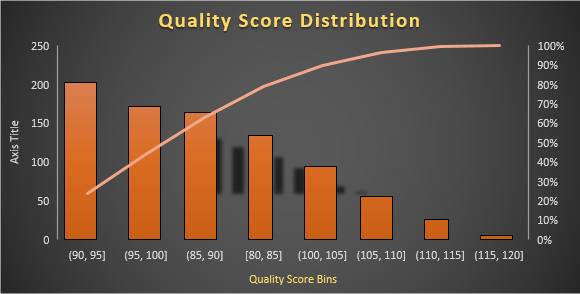 Quality Score Distribution
250 100%
90%
200 80%
70%
150 60%
50%
100 40%
30%
50 20%
10%
0 0%
Axis Title
(90, 95] (95, 100] (85, 90] [80, 85] (100, 105] (105, 110] (110, 115] (115, 120]
Quality Score Bins